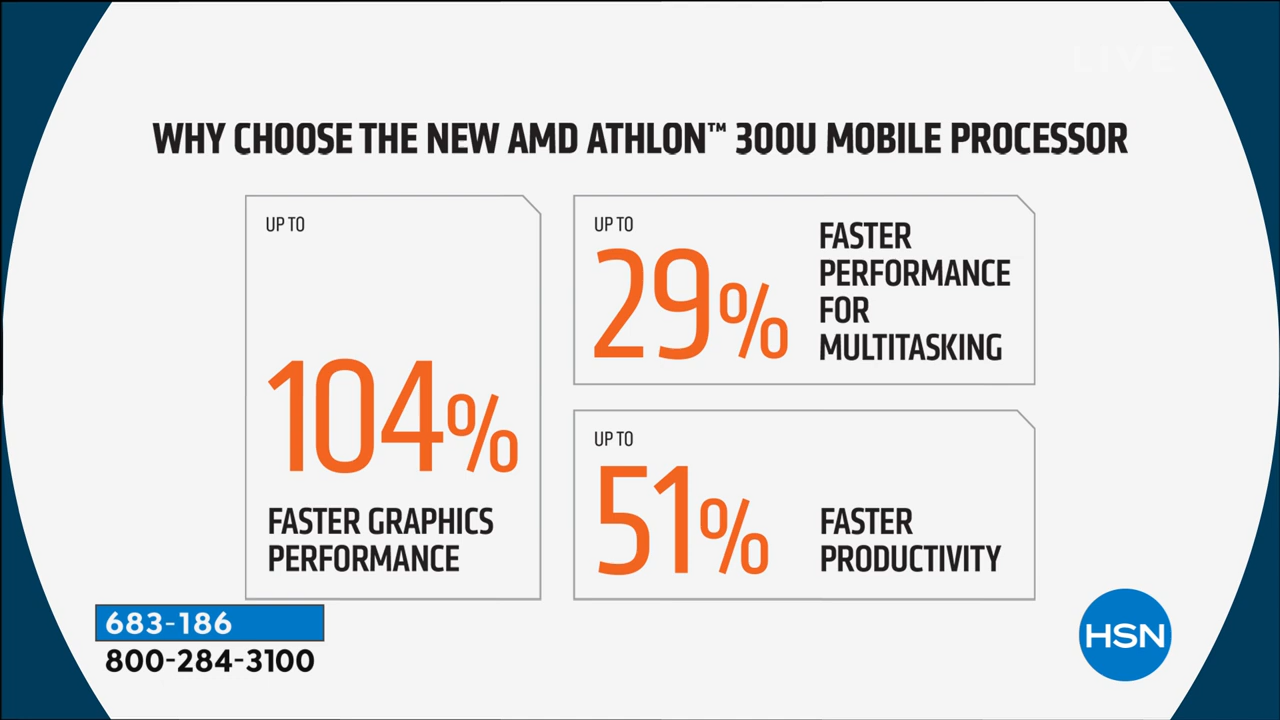 LIVE
WHY CHOOSE THE NEW AMD ATHLON™ 300U MOBILE PROCESSOR
UP TO
104%
FASTER GRAPHICS
PERFORMANCE
UP TO
29%
FASTER
PERFORMANCE
FOR
MULTITASKING
UP TO
51%
FASTER
PRODUCTIVITY
683-186
800-284-3100
HSN